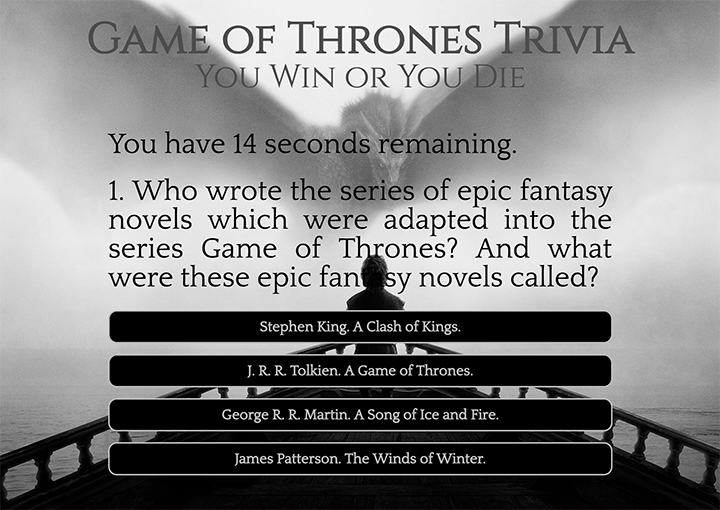 Game of Thrones Trivia
You Win or You Die
You have 14 seconds remaining.
1. Who wrote the series of epic fantasy
novels which were adapted into the
series Game of Thrones? And what
were these epic fantasy novels called?
Stephen King. A Clash of Kings.
J. R. R. Tolkien. A Game of Thrones.
George R. R. Martin. A Song of Ice and Fire.
James Patterson. The Winds of Winter.